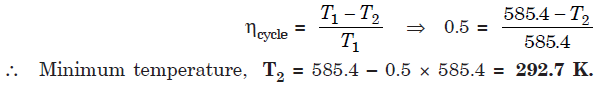 η_cycle = (T₁ – T₂) / T₁ ⇒ 0.5 = (585.4 – T₂) / 585.4
∴ Minimum temperature, T₂ = 585.4 – 0.5 × 585.4 = 292.7 K.